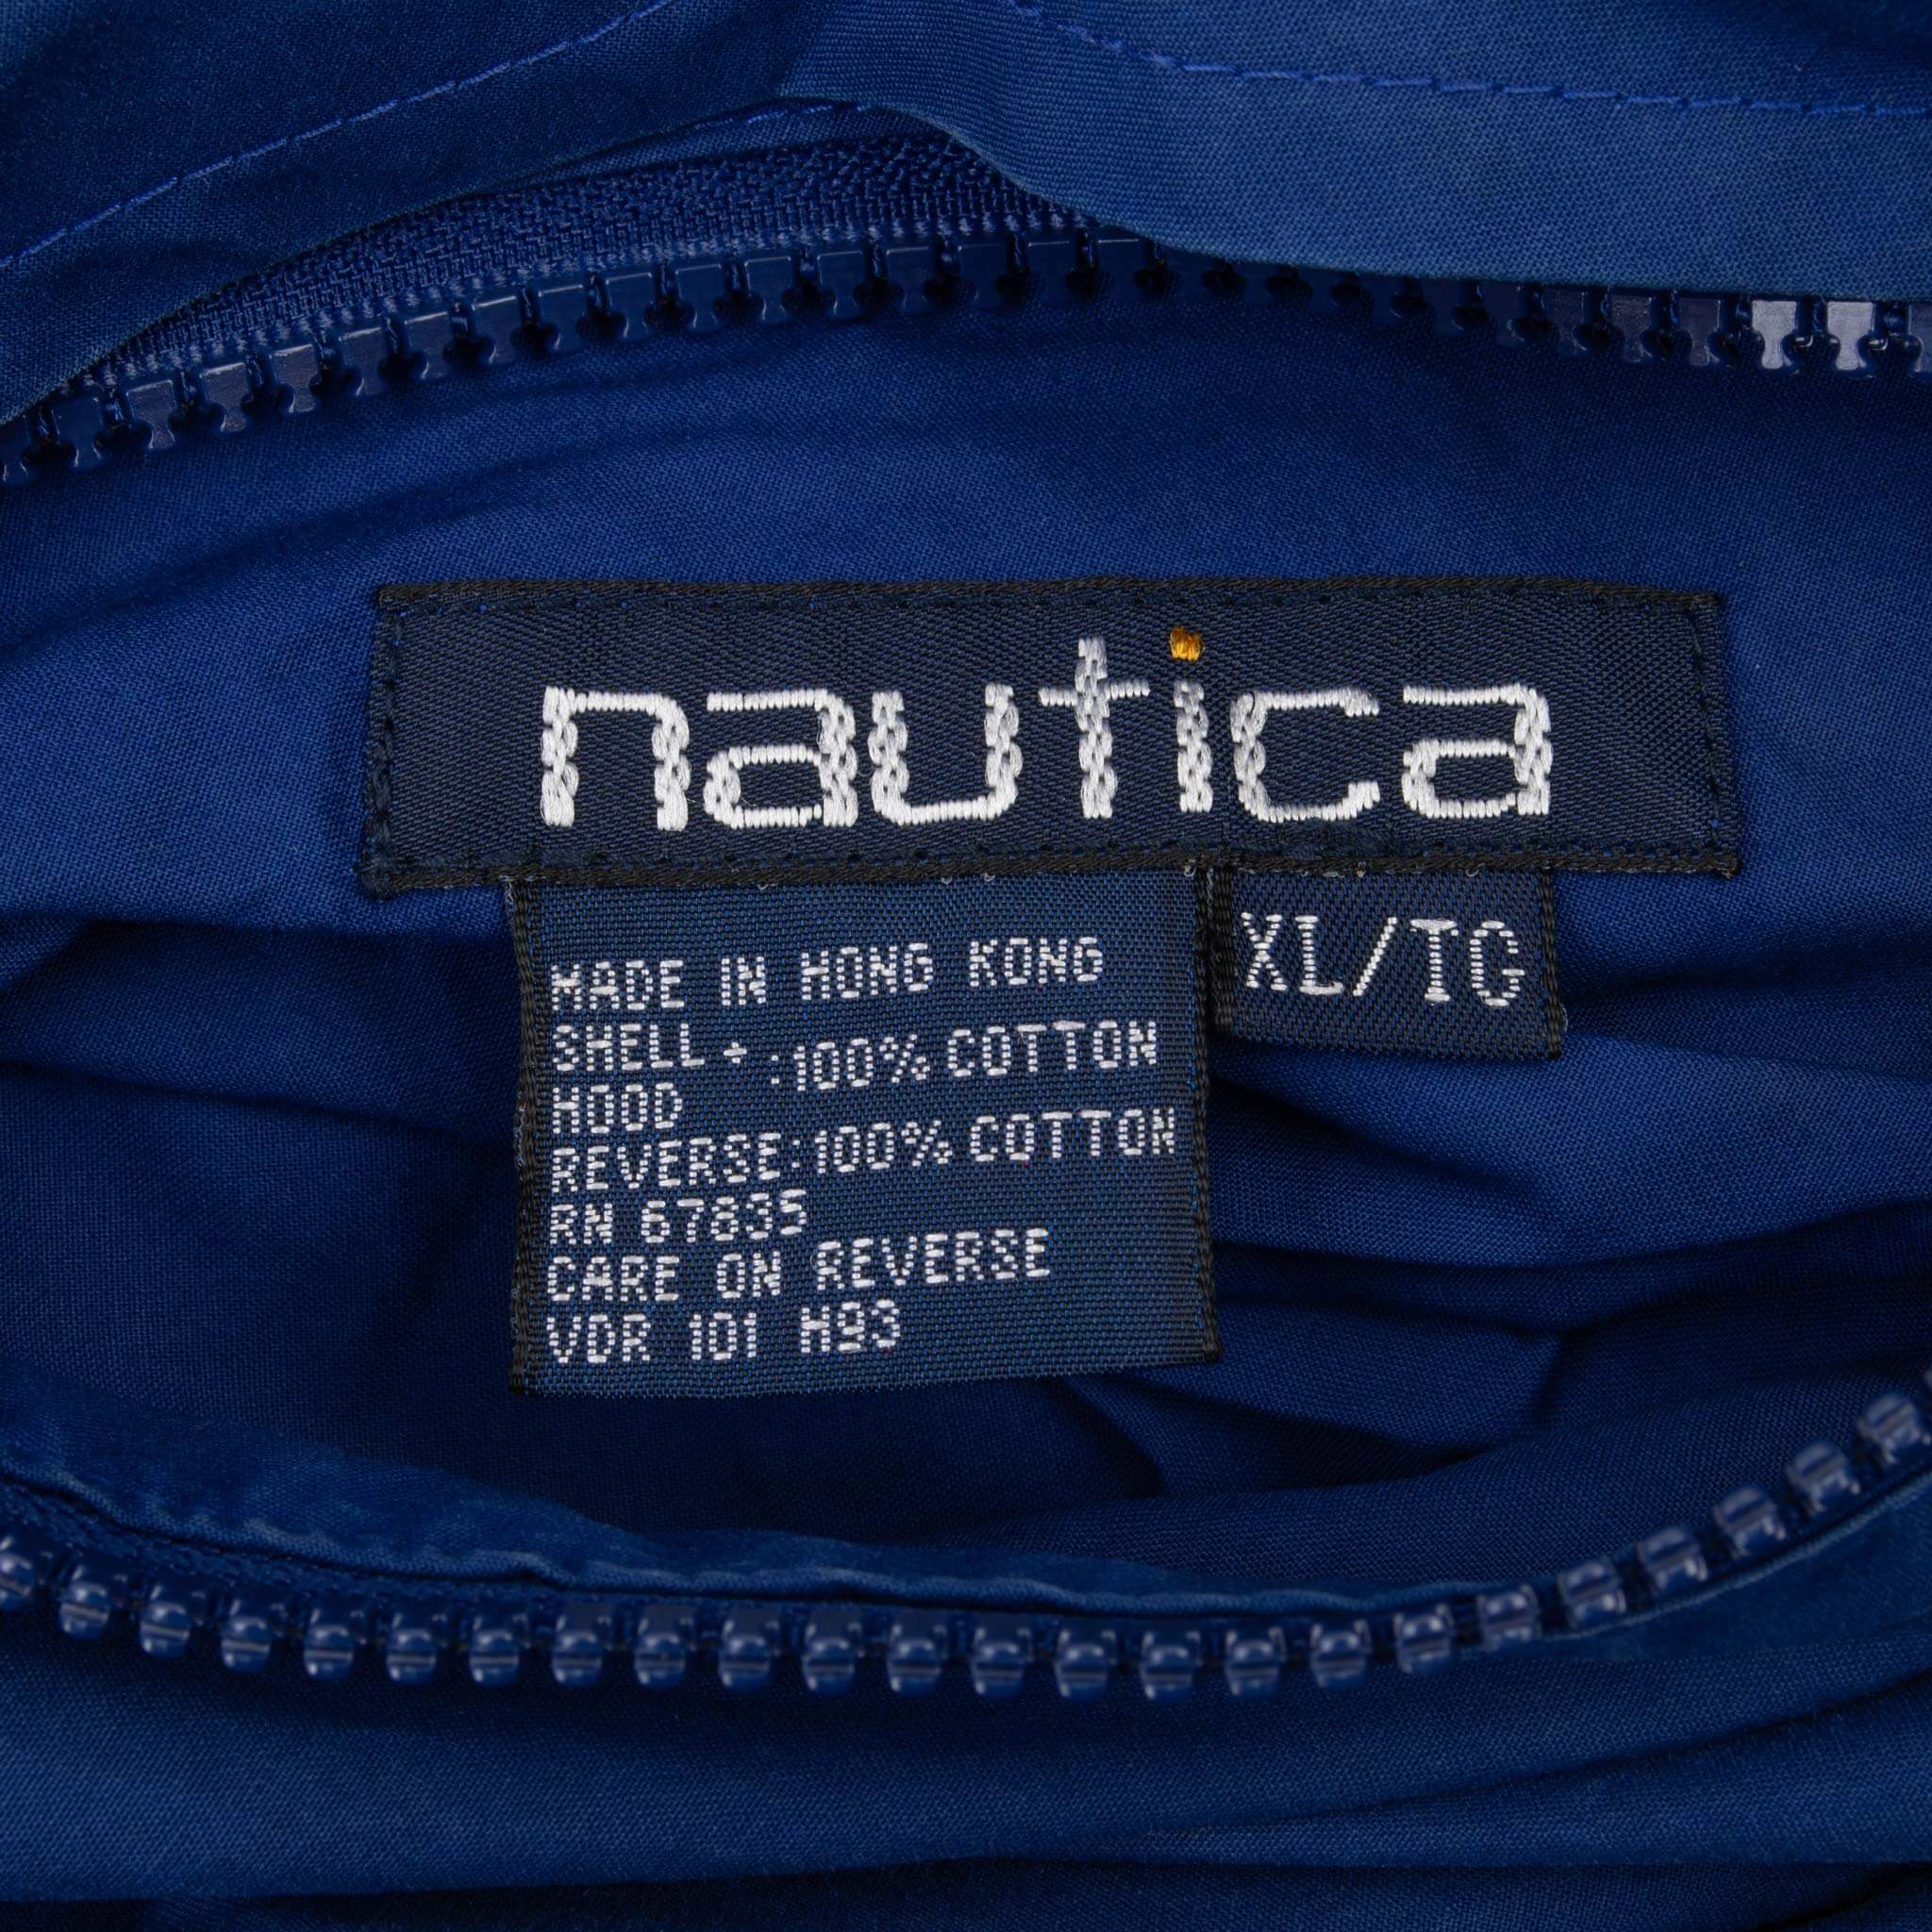 nautica
XL/TG
MADE IN HONG KONG
SHELL + :100% COTTON
HOOD
REVERSE:100% COTTON
RN 67835
CARE ON REVERSE
VDR 101 H93